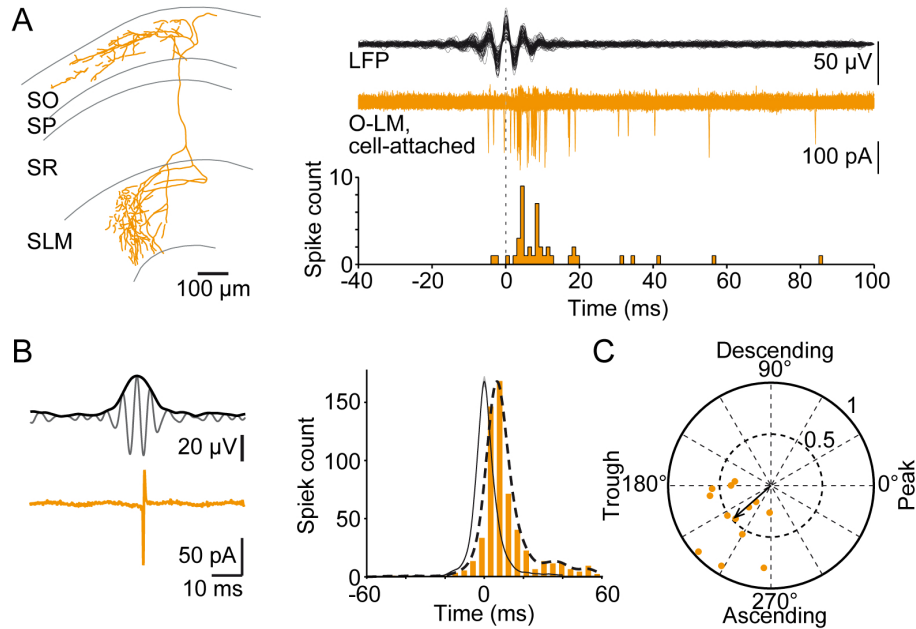 A
SO
SP
SR
SLM
100 µm
LFP
50 µV
O-LM,
cell-attached
100 pA
Spike count
10
5
0
-40 -20 0 20 40 60 80 100
Time (ms)
B
20 µV
50 pA
10 ms
Spiek count
150
100
50
0
-60 0 60
Time (ms)
C
Descending
90°
1
0.5
Trough
180°
0°
Peak
270°
Ascending